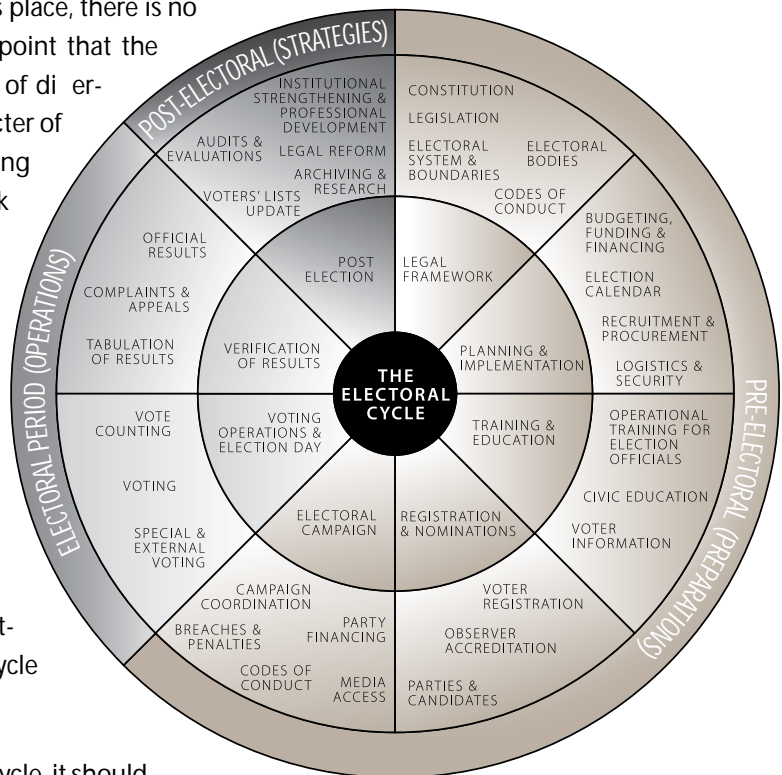 s place, there is no
point that the
of di er-
cter of
ng
k
t-
ycle
cycle, it should
POST-ELECTORAL (STRATEGIES)
ELECTORAL PERIOD (OPERATIONS)
PRE-ELECTORAL (PREPARATIONS)
THE
ELECTORAL
CYCLE
LEGAL
FRAMEWORK
CONSTITUTION
LEGISLATION
ELECTORAL
SYSTEM &
BOUNDARIES
ELECTORAL
BODIES
CODES OF
CONDUCT
PLANNING &
IMPLEMENTATION
BUDGETING,
FUNDING &
FINANCING
ELECTION
CALENDAR
RECRUITMENT &
PROCUREMENT
LOGISTICS &
SECURITY
TRAINING &
EDUCATION
OPERATIONAL
TRAINING FOR
ELECTION
OFFICIALS
CIVIC EDUCATION
VOTER
INFORMATION
REGISTRATION
& NOMINATIONS
VOTER
REGISTRATION
OBSERVER
ACCREDITATION
PARTIES &
CANDIDATES
ELECTORAL
CAMPAIGN
CAMPAIGN
COORDINATION
BREACHES &
PENALTIES
PARTY
FINANCING
CODES OF
CONDUCT
MEDIA
ACCESS
VOTING
OPERATIONS &
ELECTION DAY
VOTE
COUNTING
VOTING
SPECIAL &
EXTERNAL
VOTING
VERIFICATION
OF RESULTS
OFFICIAL
RESULTS
COMPLAINTS &
APPEALS
TABULATION
OF RESULTS
POST
ELECTION
INSTITUTIONAL
STRENGTHENING &
PROFESSIONAL
DEVELOPMENT
AUDITS &
EVALUATIONS
LEGAL REFORM
ARCHIVING &
RESEARCH
VOTERS' LISTS
UPDATE